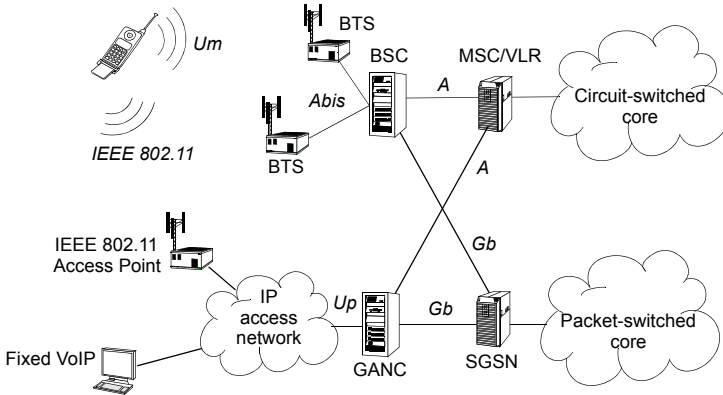 BTS
Um
BSC
MSC/VLR
A
Circuit-switched
core
Abis
IEEE 802.11
BTS
A
IEEE 802.11
Access Point
Gb
IP
access
network
Up
Gb
Packet-switched
core
Fixed VoIP
GANC
SGSN